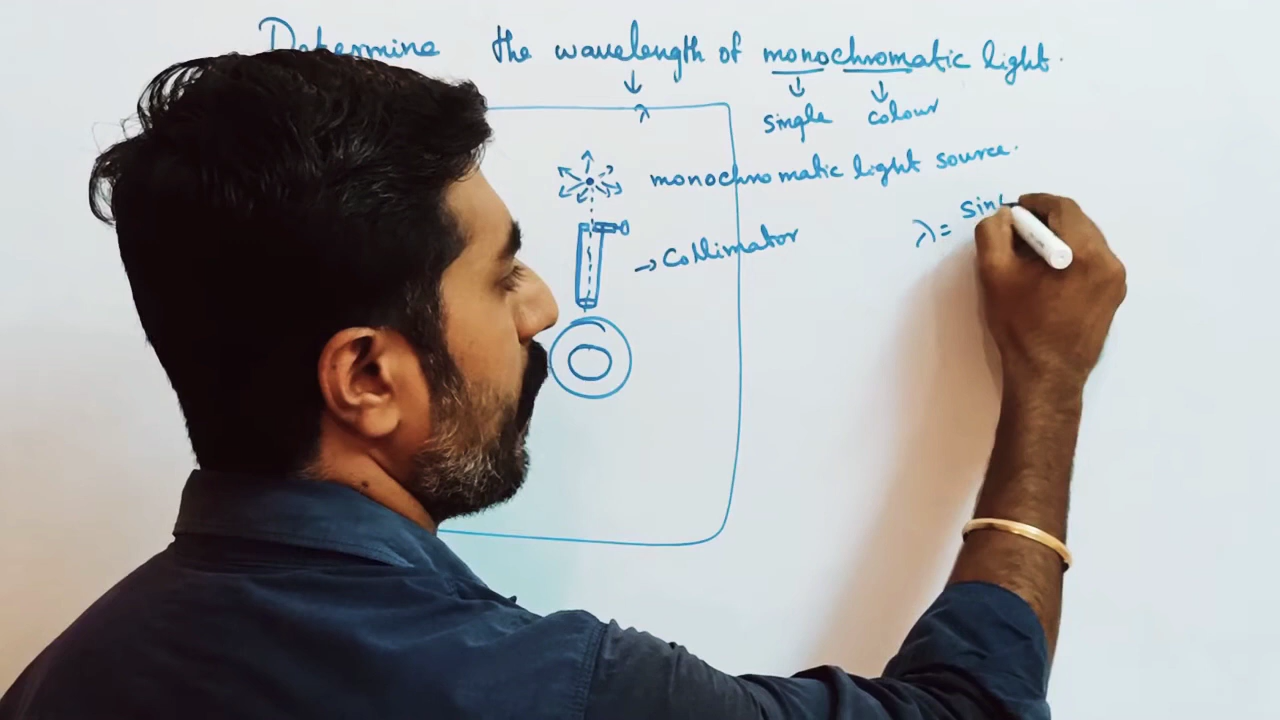 Determine the wavelength of monochromatic light.
λ single colour
monochromatic light source.
→ Collimator
λ = sin